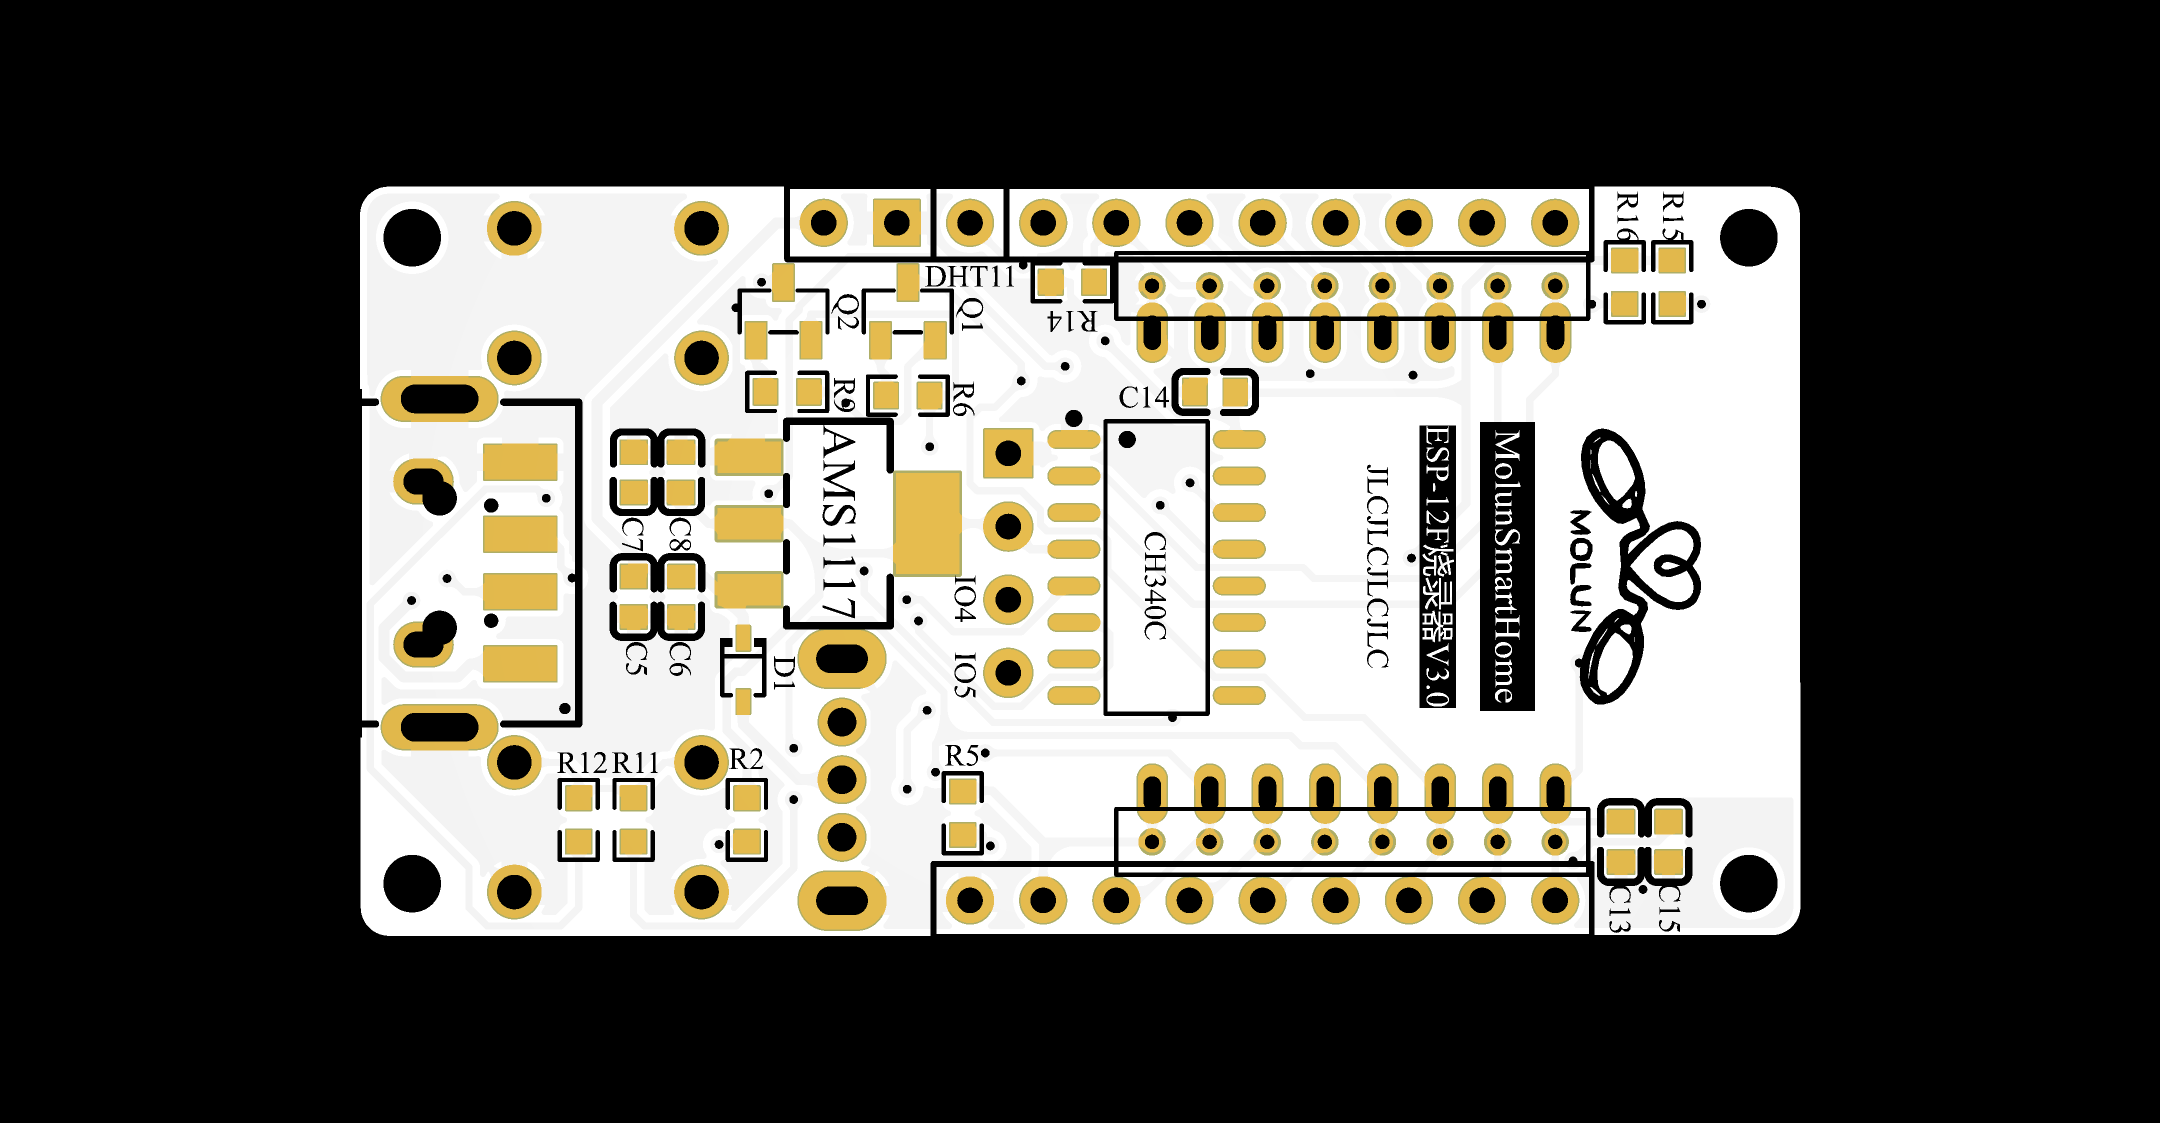 R16
R15
DHT11
Q2
Q1
R14
R9
R6
C14
AMS1117
C7
C8
CH340C
JLCJLCJLCJLC
ESP-12F烧录器V3.0
MolunSmartHome
MOLUN
IO4
IO5
C5
C6
D1
R12
R11
R2
R5
C13
C15